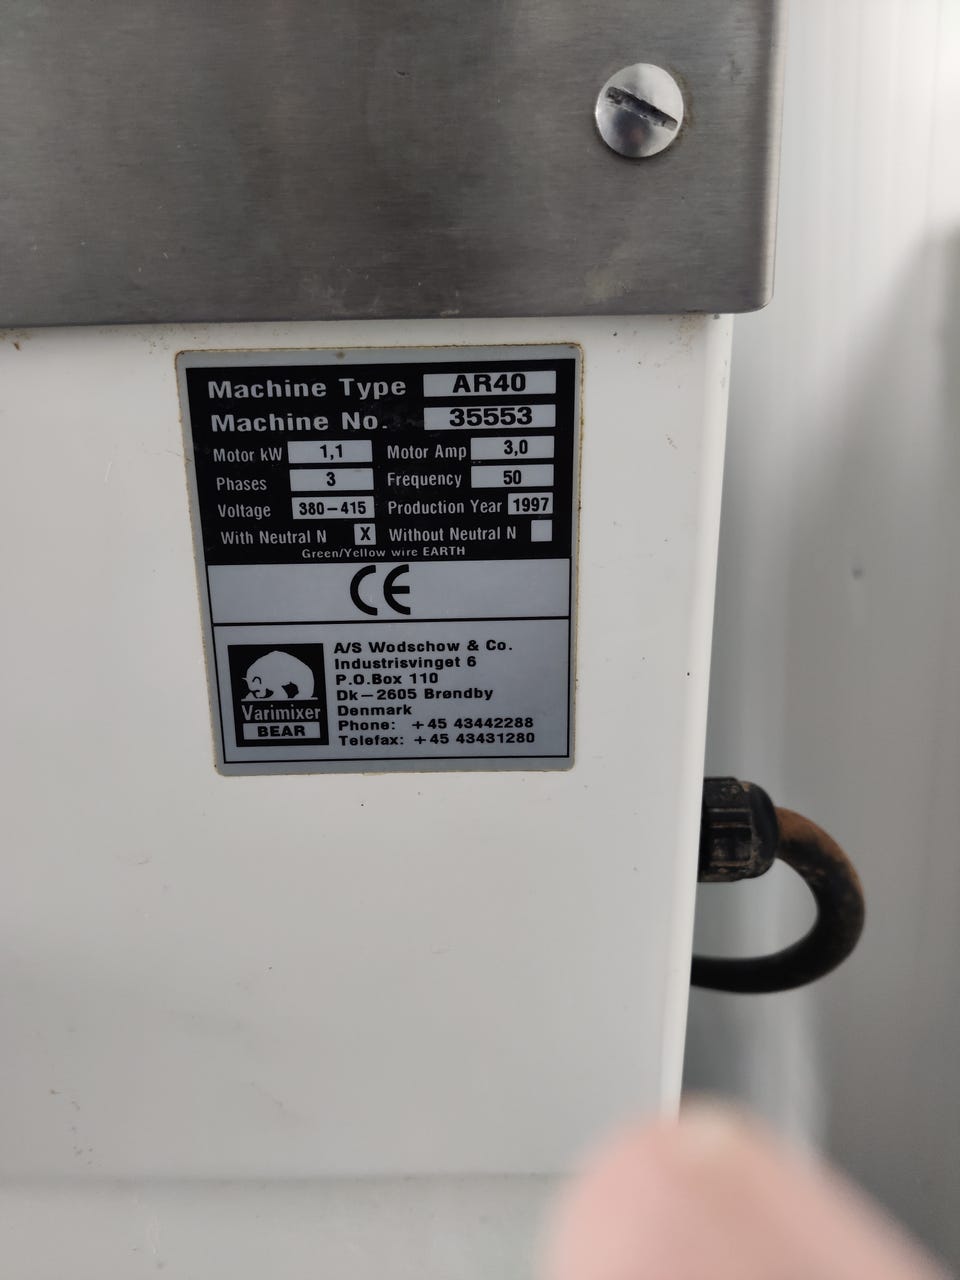 Machine Type AR40
Machine No. 35553
Motor kW 1,1 Motor Amp 3,0
Phases 3 Frequency 50
Voltage 380–415 Production Year 1997
With Neutral N X Without Neutral N
Green/Yellow wire EARTH
CE
A/S Wodschow & Co.
Industrisvinget 6
P.O.Box 110
Dk–2605 Brøndby
Denmark
Phone: +45 43442288
Telefax: +45 43431280
Varimixer
BEAR